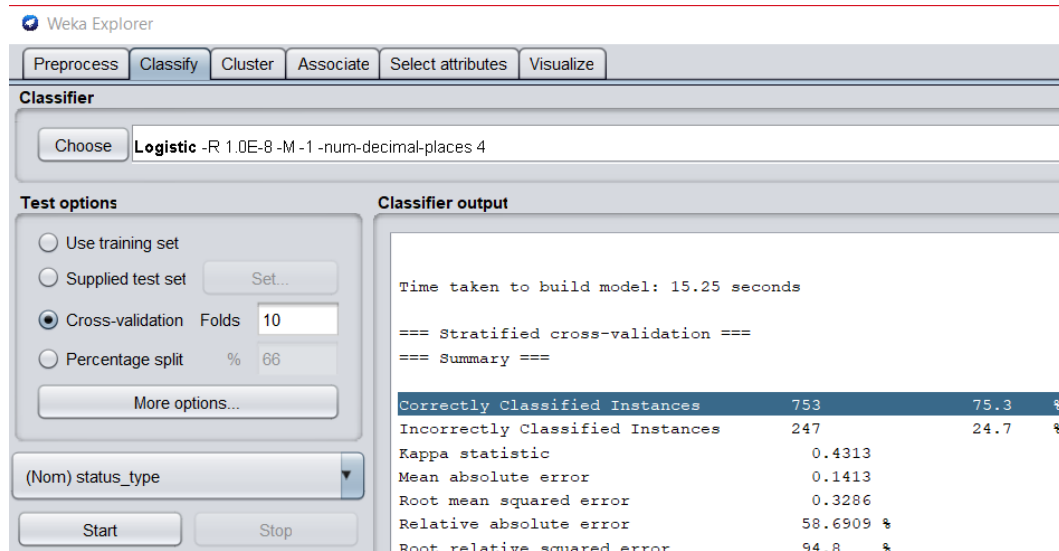 Weka Explorer
Preprocess Classify Cluster Associate Select attributes Visualize
Classifier
Choose Logistic -R 1.0E-8 -M -1 -num-decimal-places 4
Test options
Use training set
Supplied test set Set...
Cross-validation Folds 10
Percentage split % 66
More options...
(Nom) status_type
Start Stop
Classifier output
Time taken to build model: 15.25 seconds
=== Stratified cross-validation ===
=== Summary ===
Correctly Classified Instances 753 75.3 %
Incorrectly Classified Instances 247 24.7 %
Kappa statistic 0.4313
Mean absolute error 0.1413
Root mean squared error 0.3286
Relative absolute error 58.6909 %
Root relative squared error 94.8 %